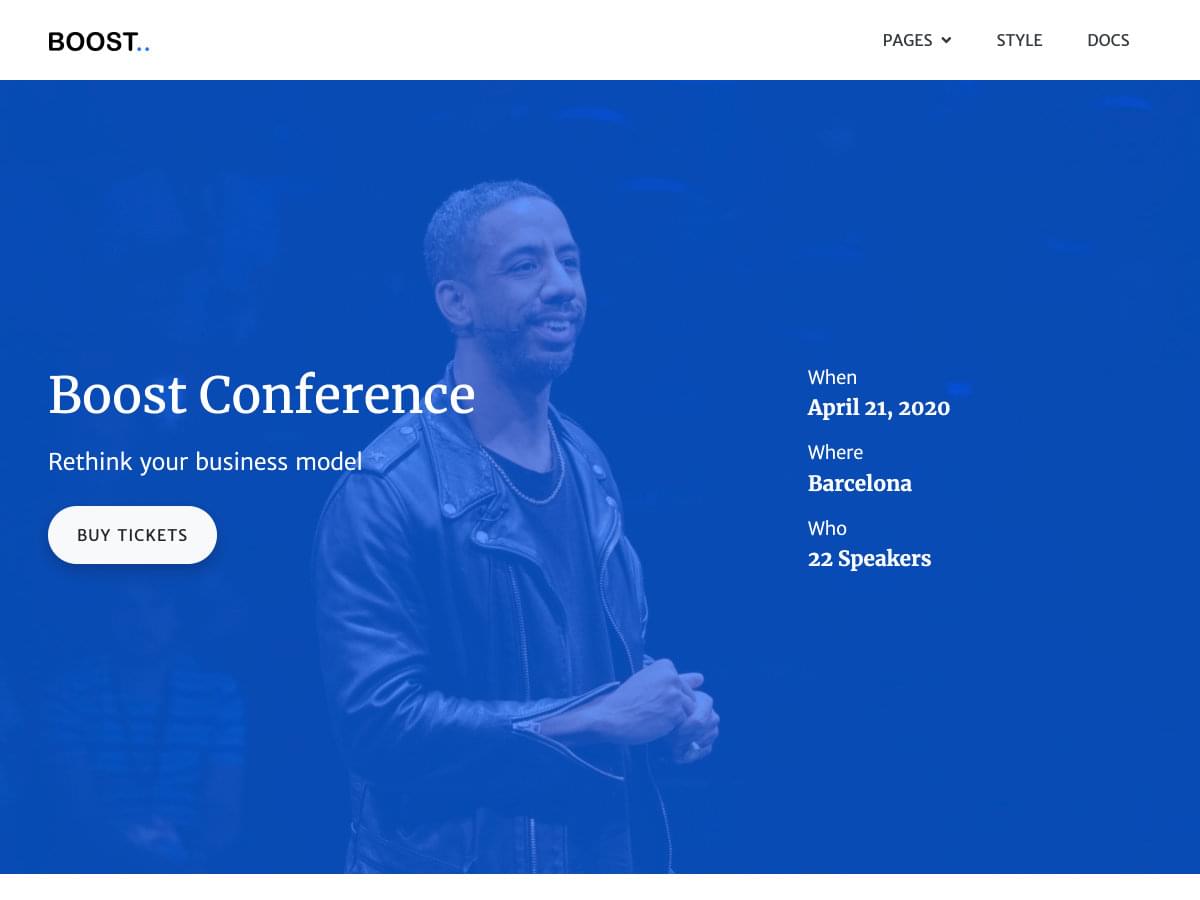 BOOST..
PAGES
STYLE
DOCS
Boost Conference
Rethink your business model
BUY TICKETS
When
April 21, 2020
Where
Barcelona
Who
22 Speakers